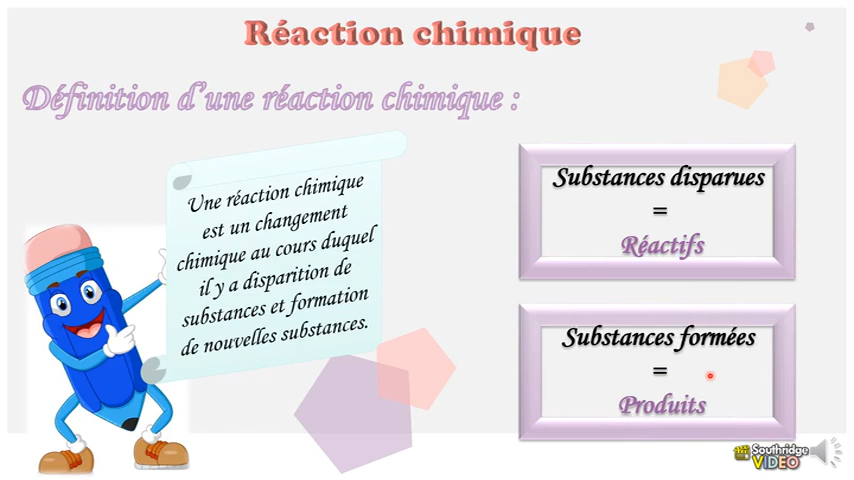 Réaction chimique
Définition d'une réaction chimique :
Une réaction chimique
est un changement
chimique au cours duquel
il y a disparition de
substances et formation
de nouvelles substances.
Substances disparues
=
Réactifs
Substances formées
=
Produits
Southridge
VIDEO